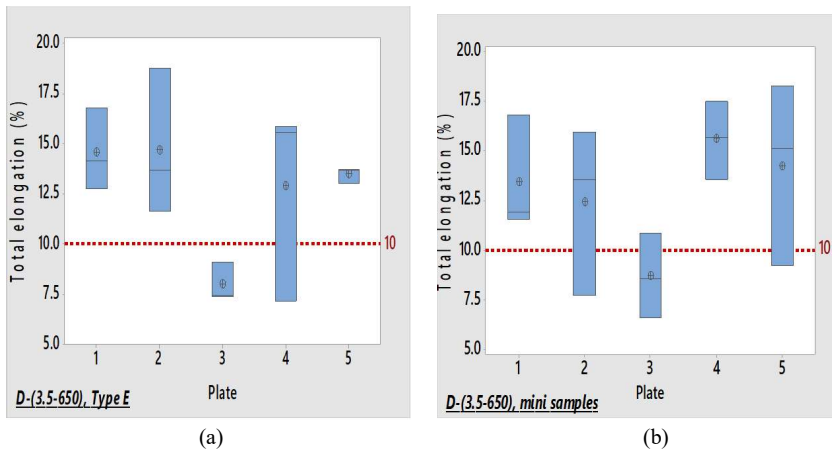 20.0
17.5
15.0
12.5
10.0
7.5
5.0
Total elongation (%)
10
1 2 3 4 5
Plate
D-(3.5-650), Type E
(a)
20.0
17.5
15.0
12.5
10.0
7.5
5.0
Total elongation (%)
10
1 2 3 4 5
Plate
D-(3.5-650), mini samples
(b)